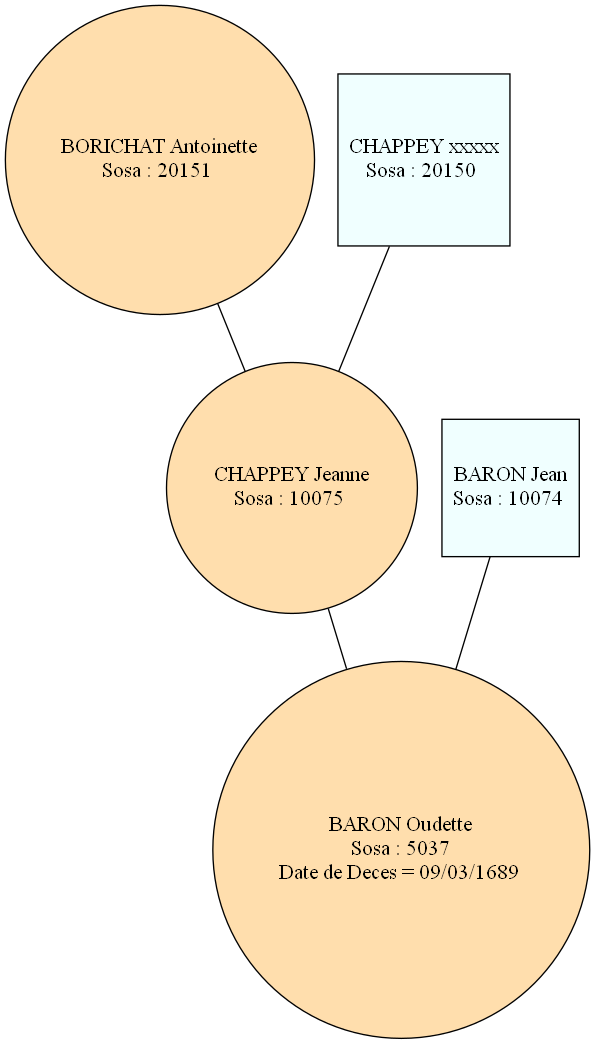 BORICHAT Antoinette
Sosa : 20151
CHAPPEY xxxxx
Sosa : 20150
CHAPPEY Jeanne
Sosa : 10075
BARON Jean
Sosa : 10074
BARON Oudette
Sosa : 5037
Date de Deces = 09/03/1689